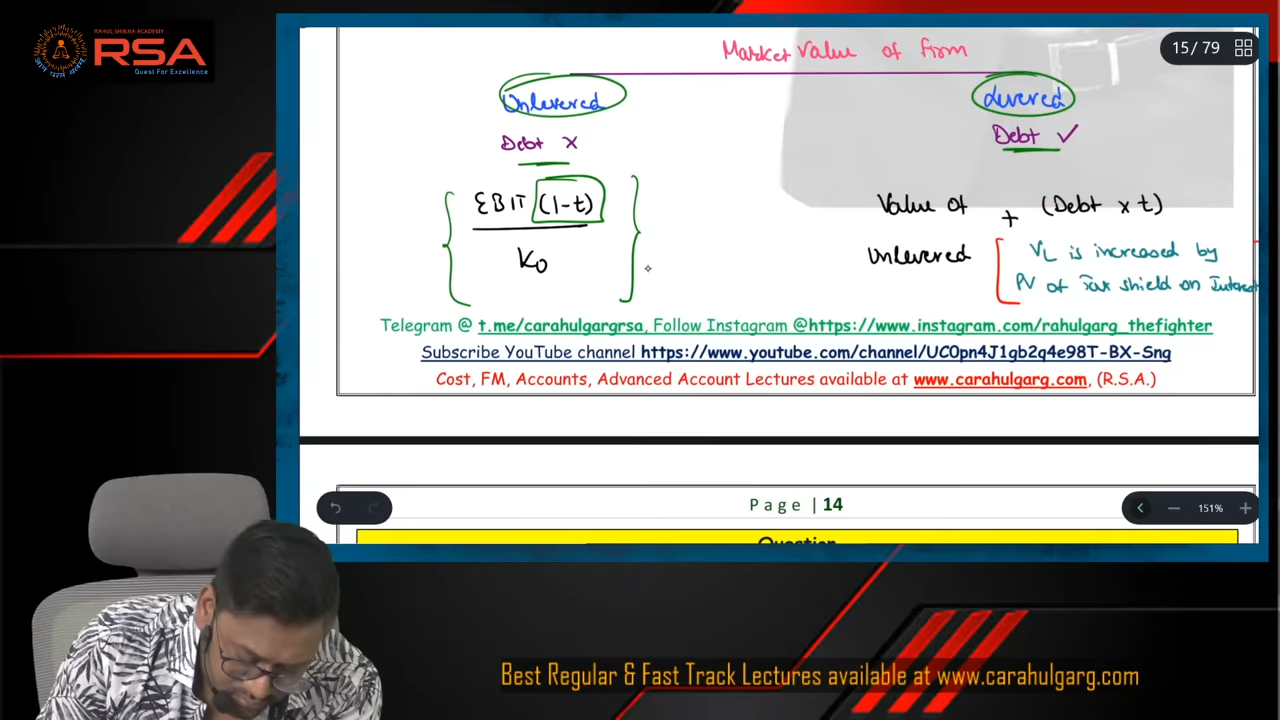 RAHUL SHIKHA ACADEMY
RSA
Quest For Excellence
15 / 79
Market Value of Firm
Unlevered
Levered
Debt x
Debt ✓
EBIT (1-t)
K0
Value of + (Debt x t)
Unlevered
VL is increased by
PV of Tax shield on Interest
Telegram @ t.me/carahulgargrsa, Follow Instagram @https://www.instagram.com/rahulgarg_thefighter
Subscribe YouTube channel https://www.youtube.com/channel/UC0pn4J1gb2q4e98T-BX-Sng
Cost, FM, Accounts, Advanced Account Lectures available at www.carahulgarg.com, (R.S.A.)
Page | 14
151%
Question
Best Regular & Fast Track Lectures available at www.carahulgarg.com